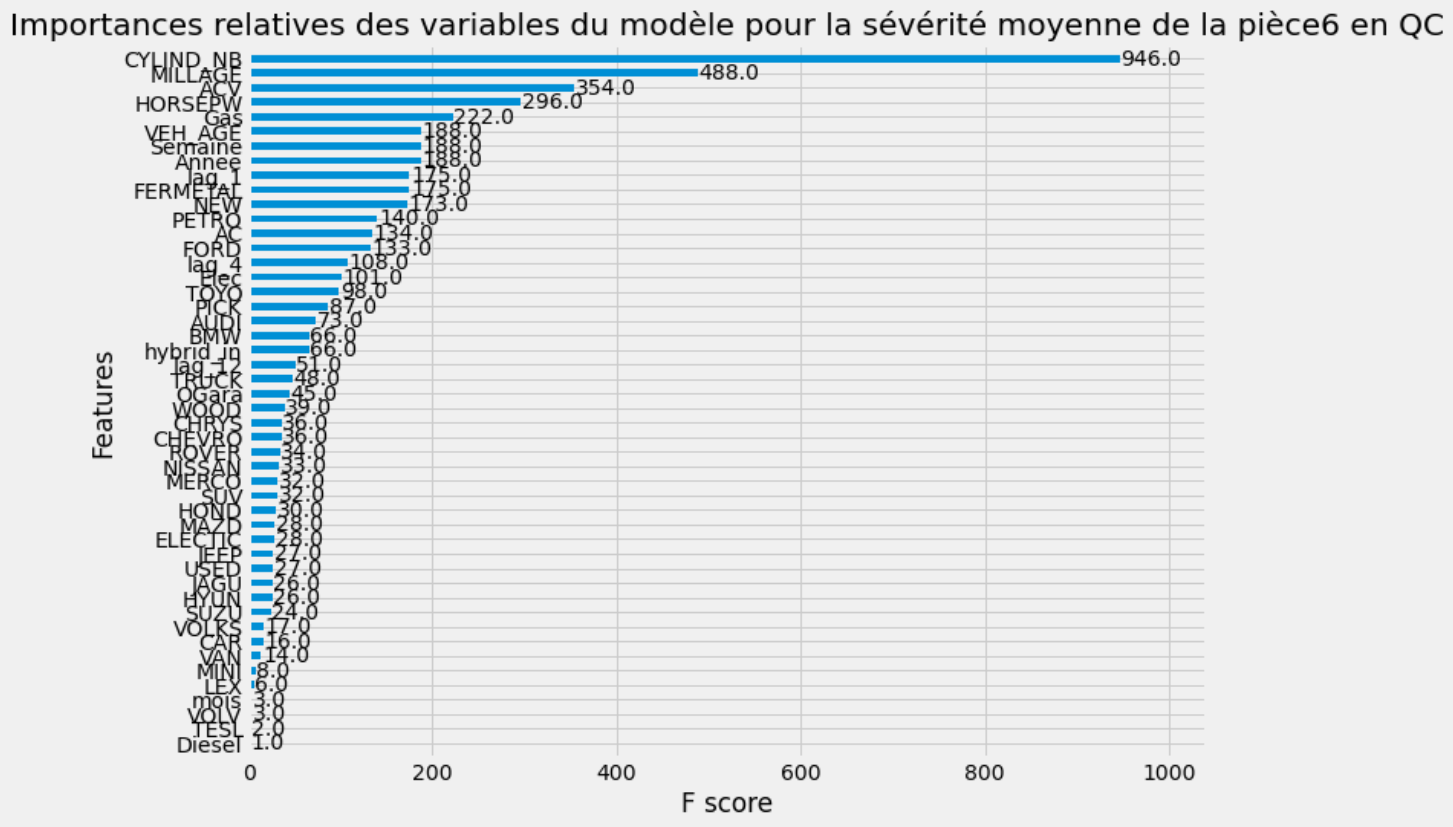 Importances relatives des variables du modèle pour la sévérité moyenne de la pièce6 en QC
CYLIND_NB 946.0
MILLAGE 488.0
ACV 354.0
HORSEPW 296.0
Gas 222.0
VEH_AGE 188.0
Semaine 188.0
Annee 188.0
lag_1 175.0
FERMETAL 175.0
NEW 173.0
PETRO 140.0
AC 134.0
FORD 133.0
lag_4 108.0
Elec 101.0
TOYO 98.0
PICK 87.0
AUDI 73.0
BMW 66.0
hybrid_in 66.0
lag_12 51.0
TRUCK 48.0
OGara 45.0
WOOD 39.0
CHRYS 36.0
CHEVRO 36.0
ROVER 34.0
NISSAN 33.0
MERCO 32.0
SUV 32.0
HOND 30.0
MAZD 28.0
ELECTIC 28.0
JEEP 27.0
USED 27.0
JAGU 26.0
HYUN 26.0
SUZU 24.0
VOLKS 17.0
CAR 16.0
VAN 14.0
MINI 8.0
LEX 6.0
mois 3.0
VOLV 3.0
TESL 2.0
Diesel 1.0
Features
0 200 400 600 800 1000
F score